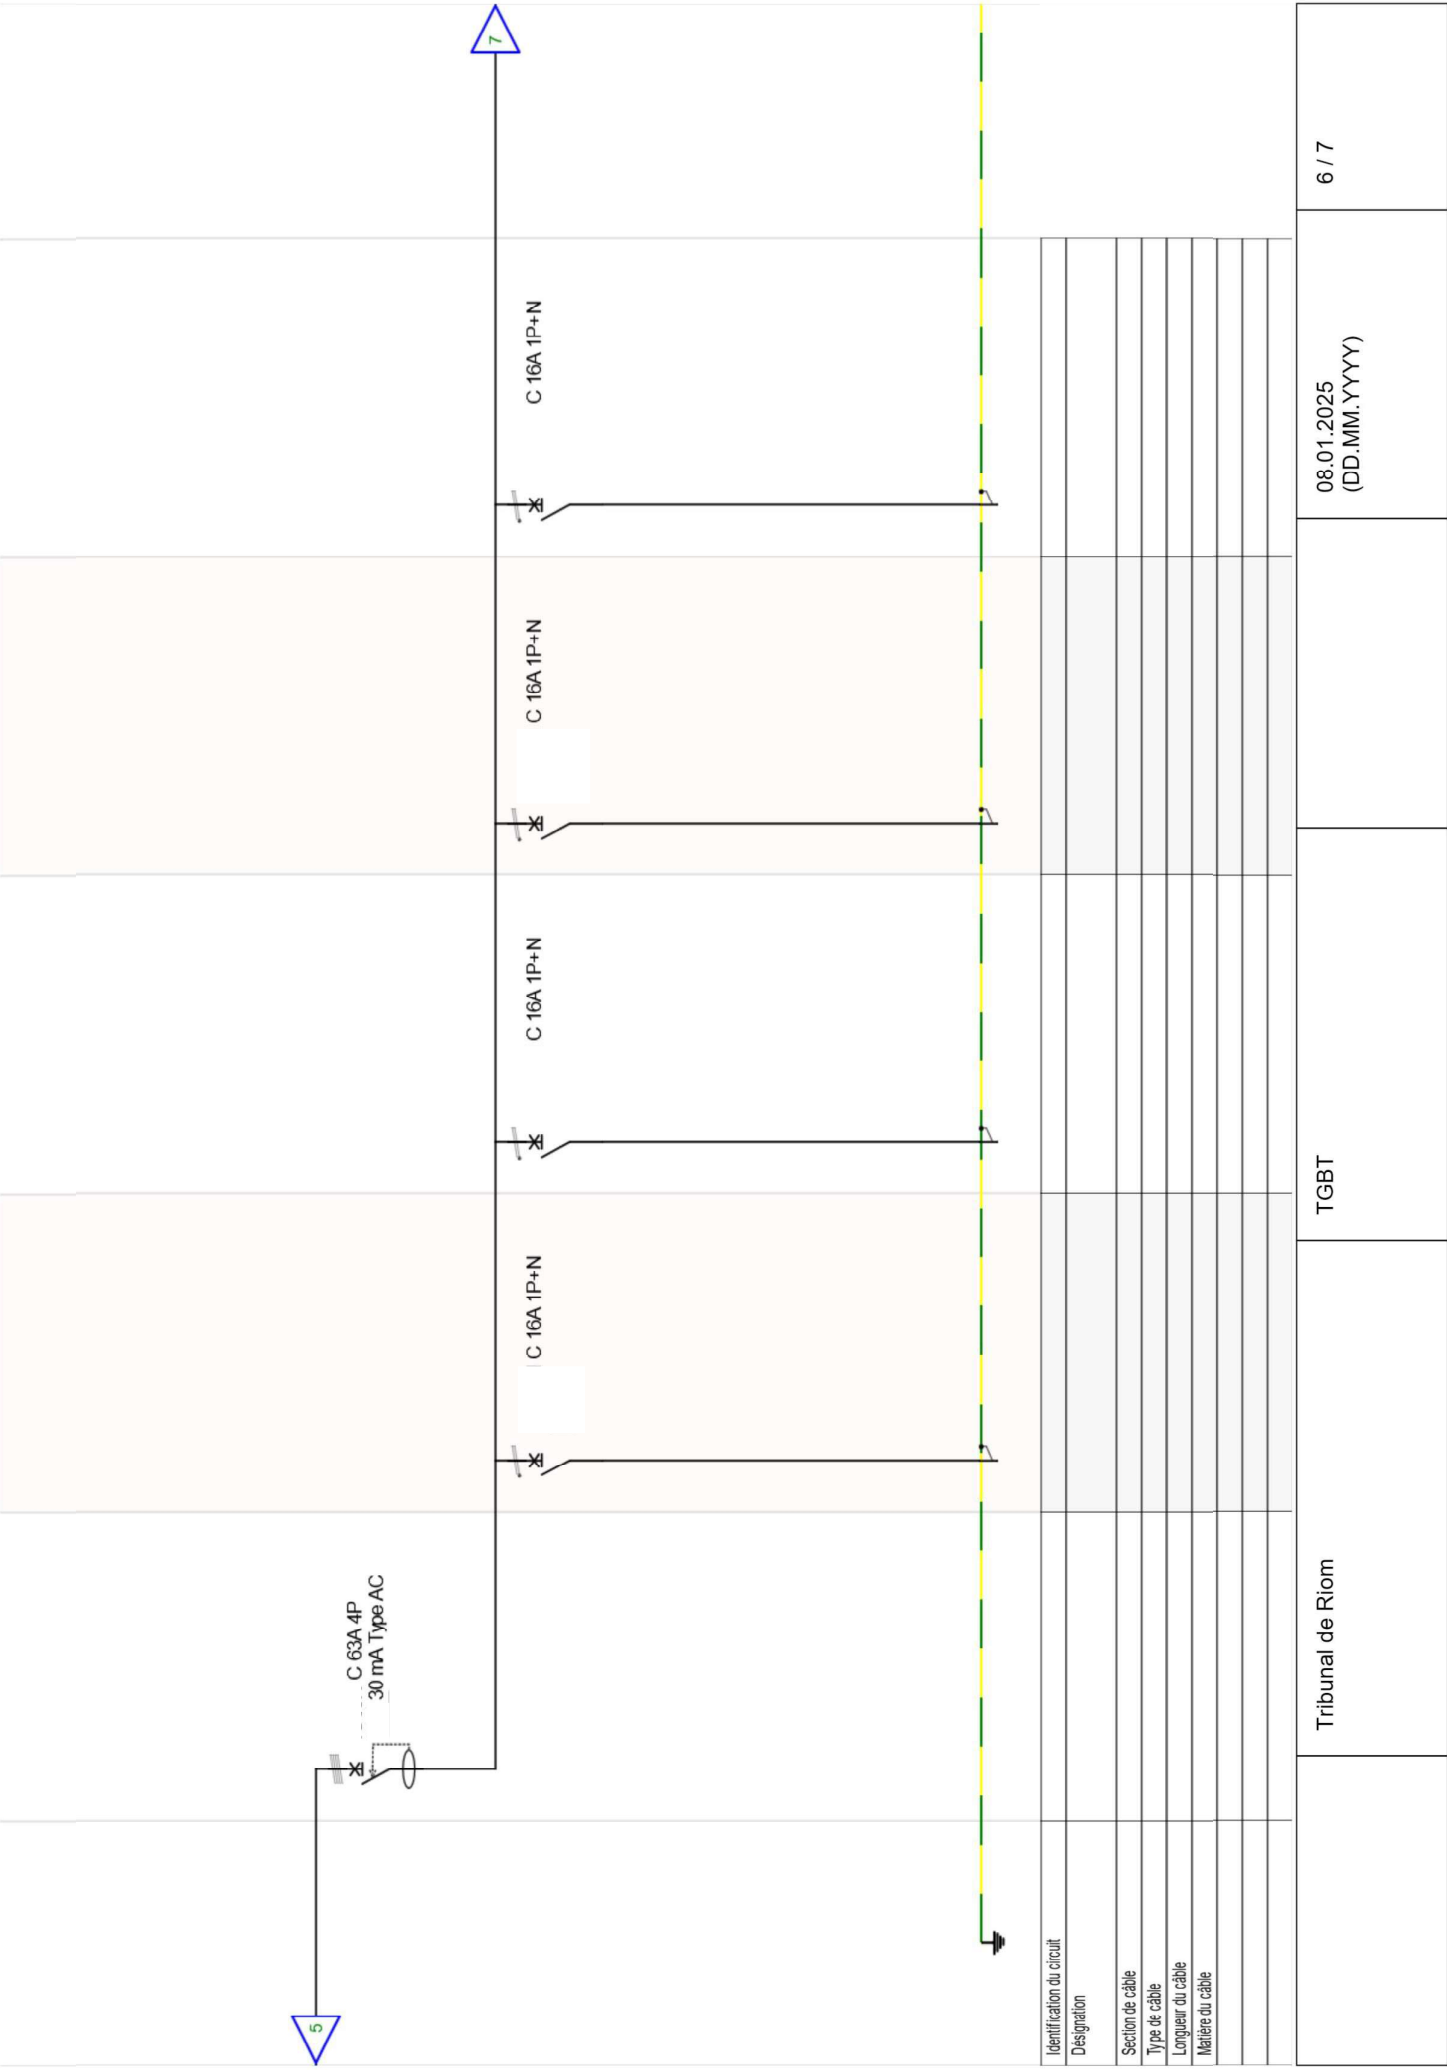 5
C 63A 4P
30 mA Type AC
7
C 16A 1P+N
C 16A 1P+N
C 16A 1P+N
C 16A 1P+N
Identification du circuit
Désignation
Section de câble
Type de câble
Longueur du câble
Matière du câble
Tribunal de Riom
TGBT
08.01.2025
(DD.MM.YYYY)
6 / 7